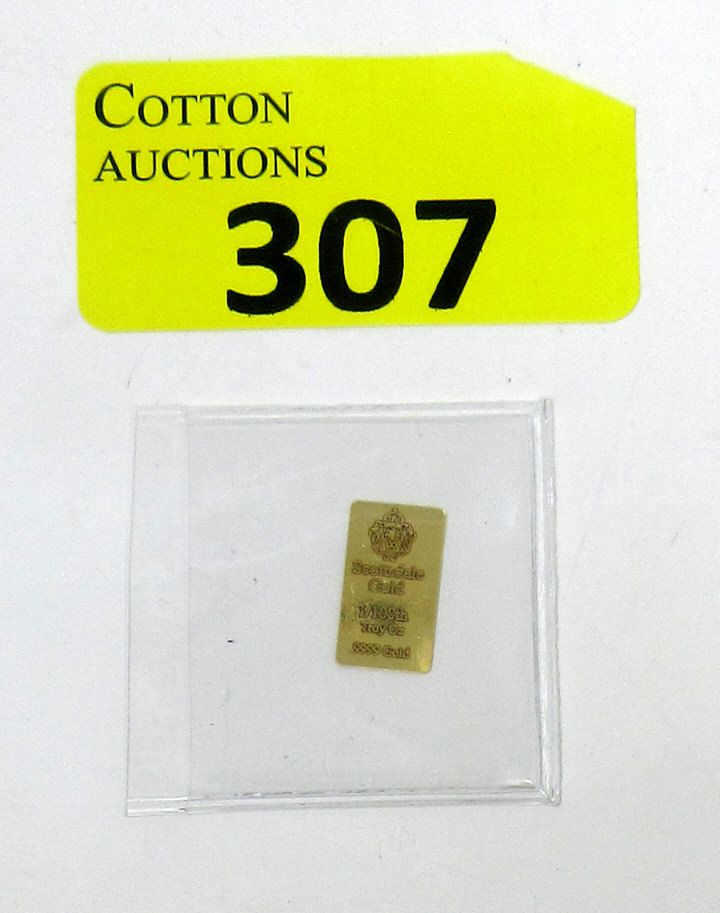 COTTON
AUCTIONS
307
Scottsdale
Gold
1/100th
Troy Oz
9999 Gold